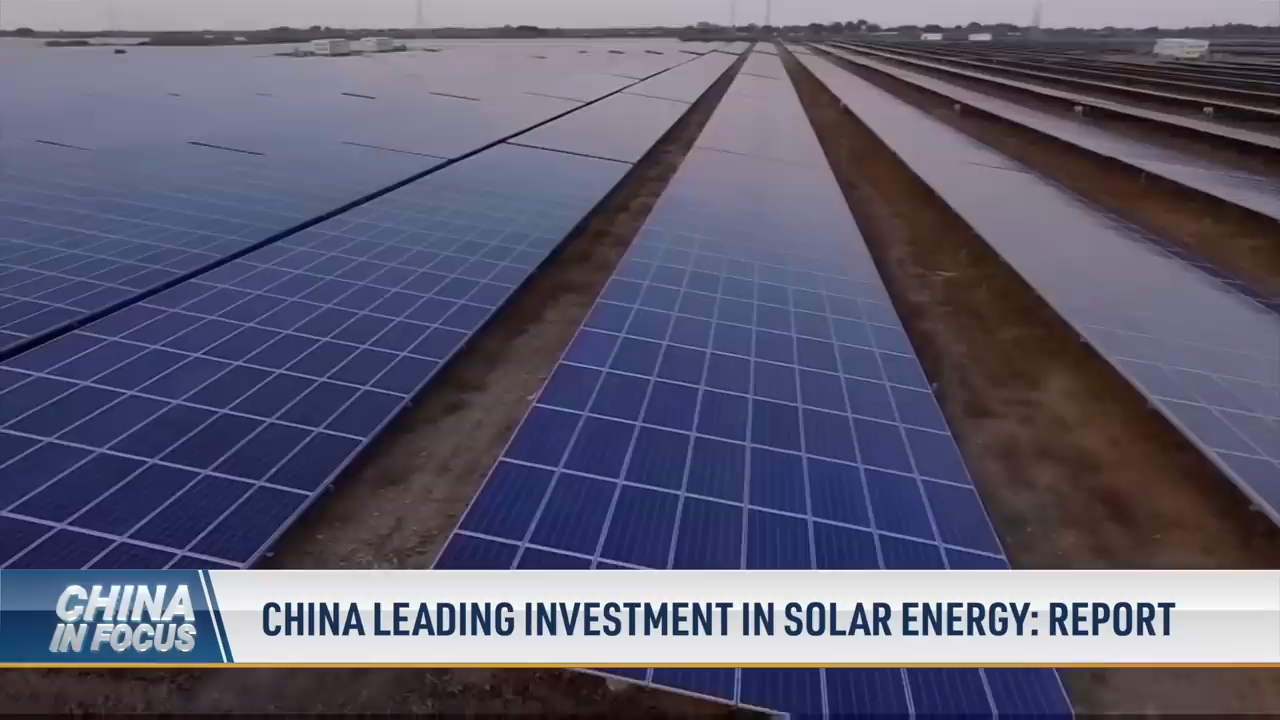 CHINA
IN FOCUS
CHINA LEADING INVESTMENT IN SOLAR ENERGY: REPORT